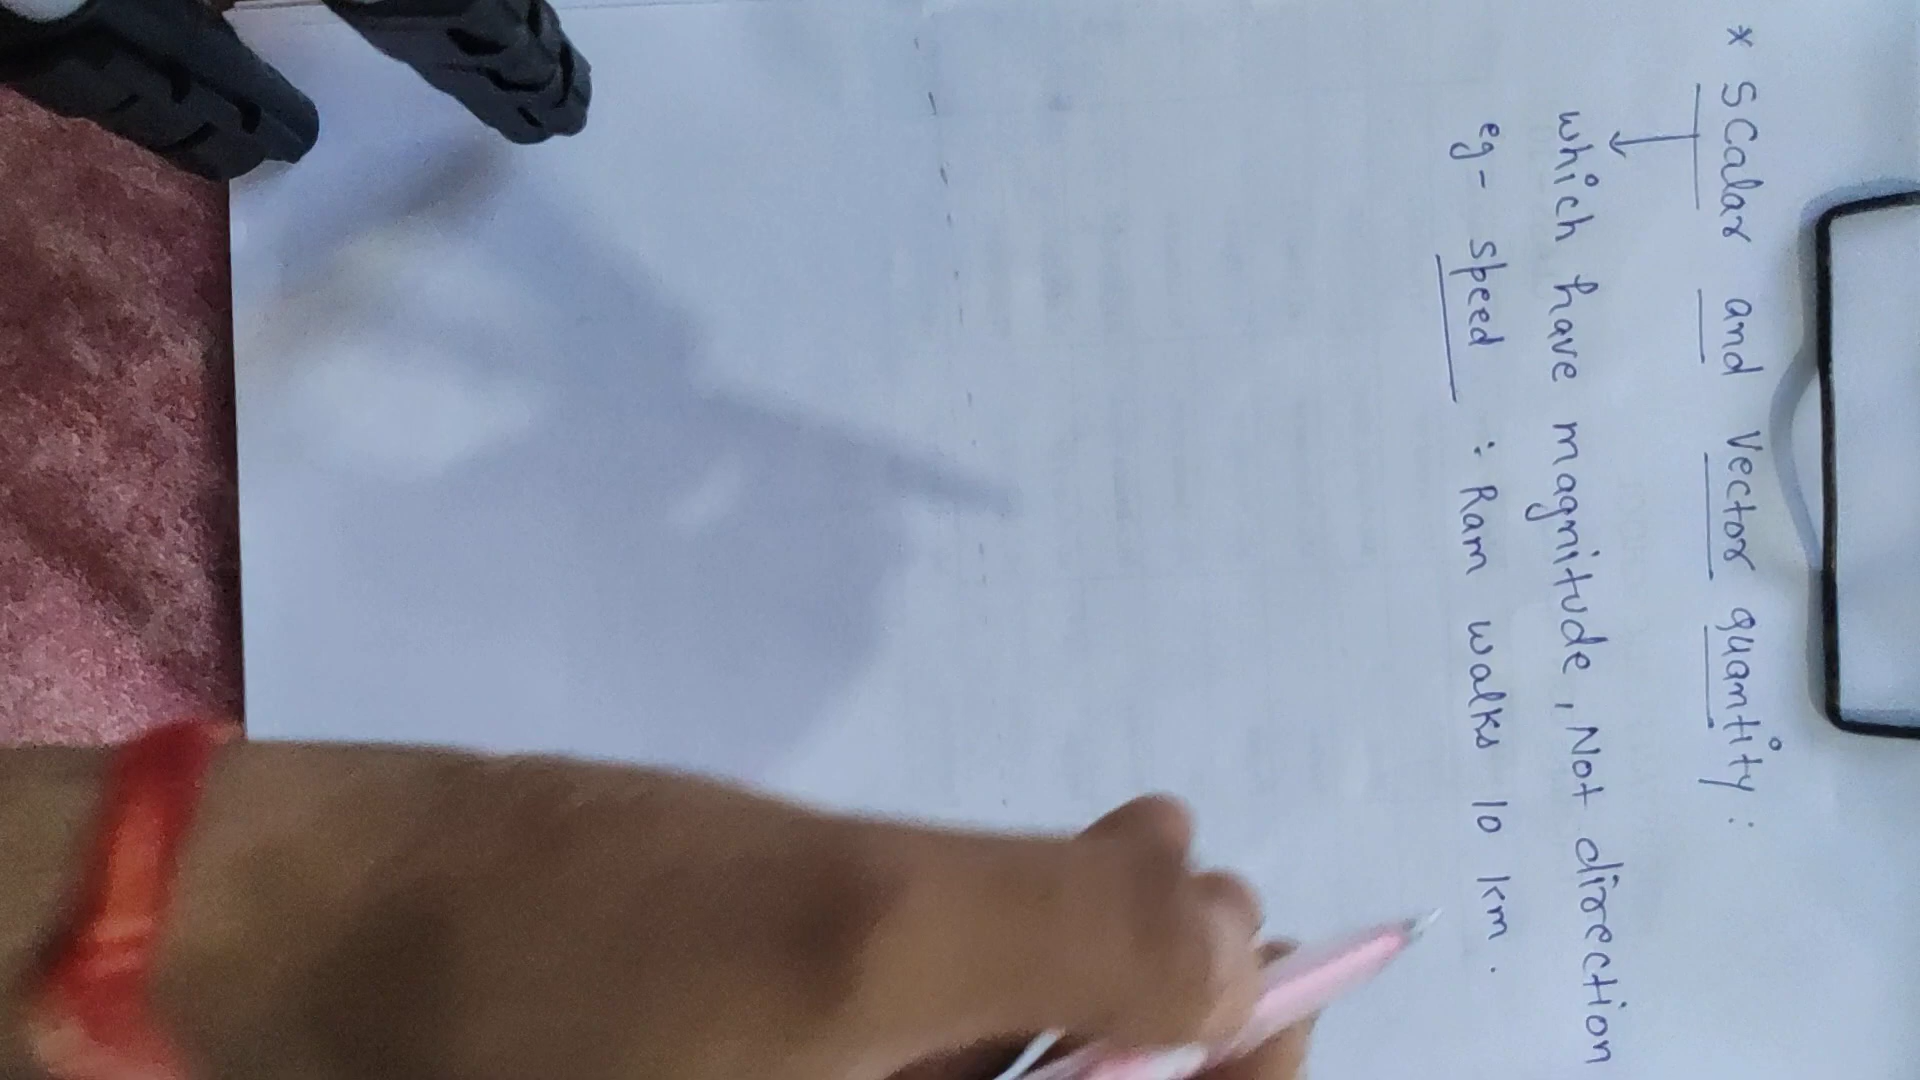 * Scalar and Vector quantity :
↓
which have magnitude, Not direction
eg - speed : Ram walks 10 km.